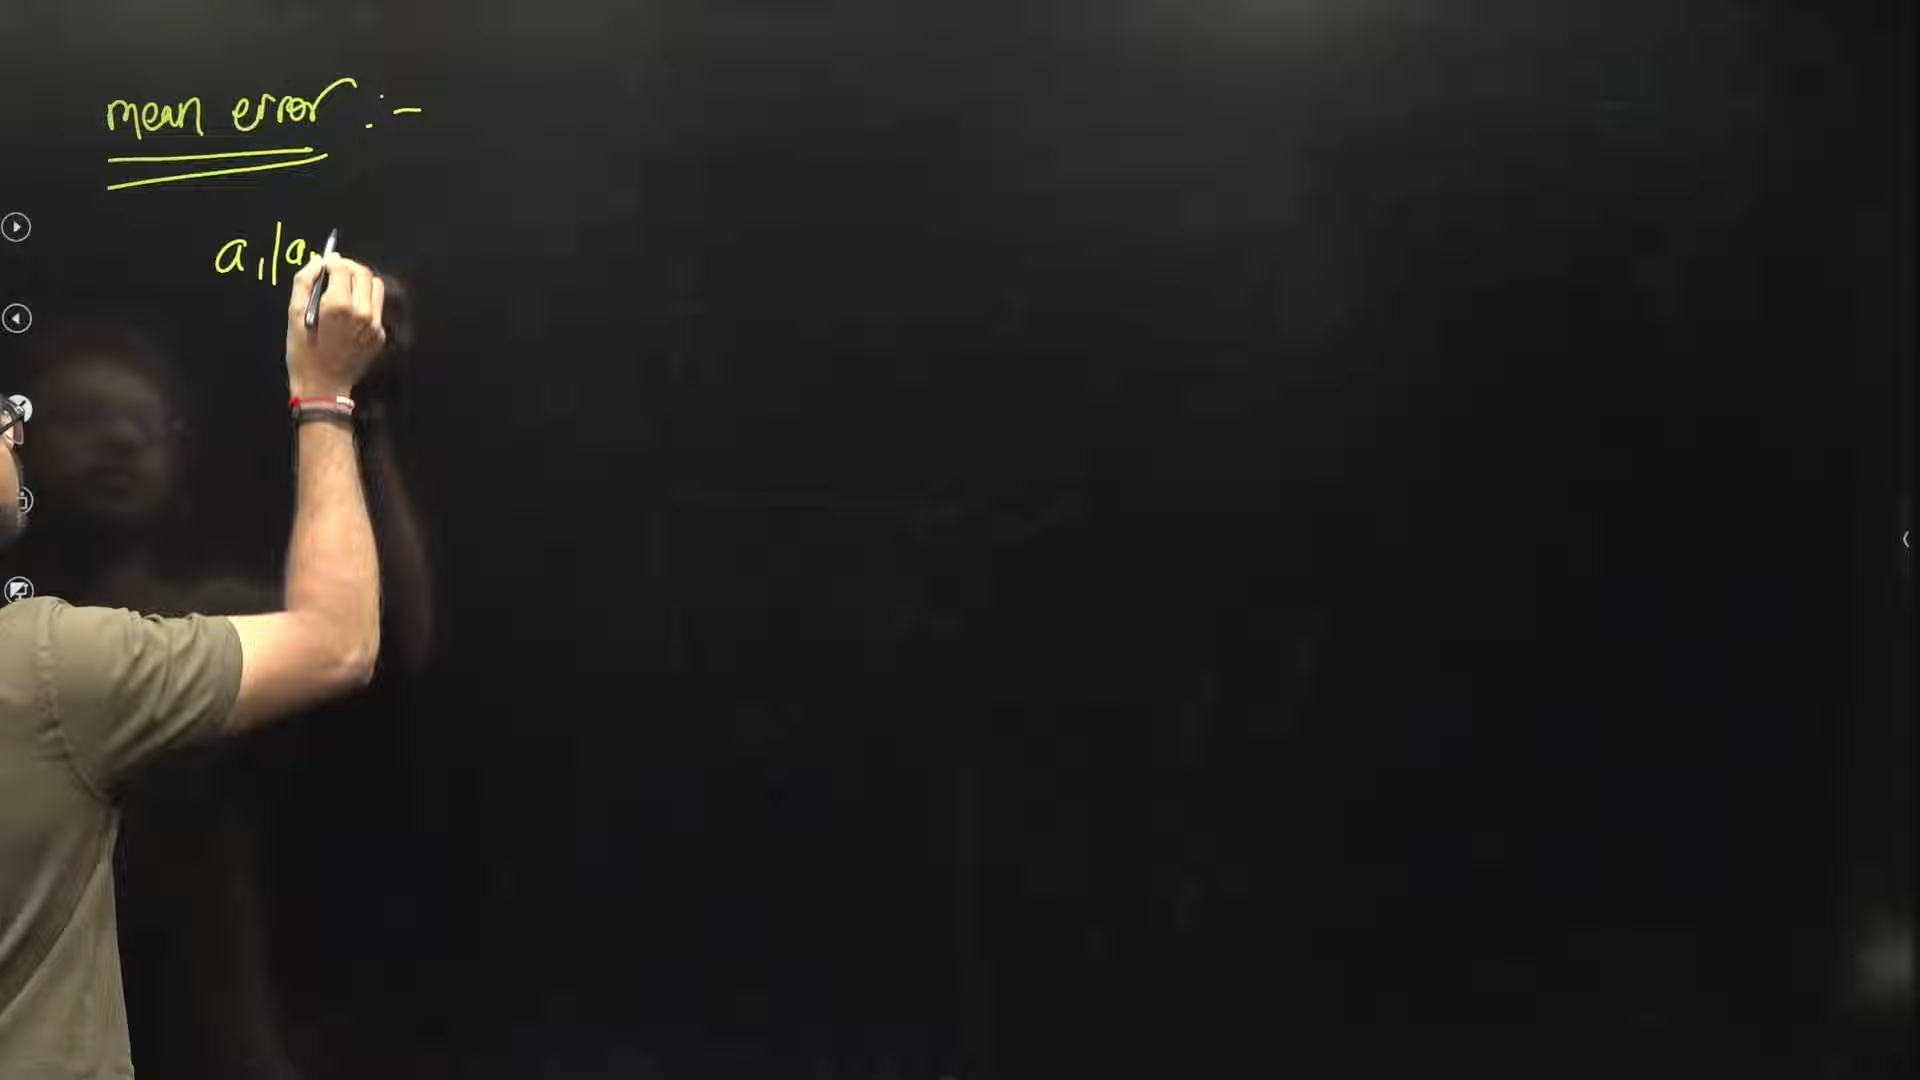 mean error :-
a₁/a